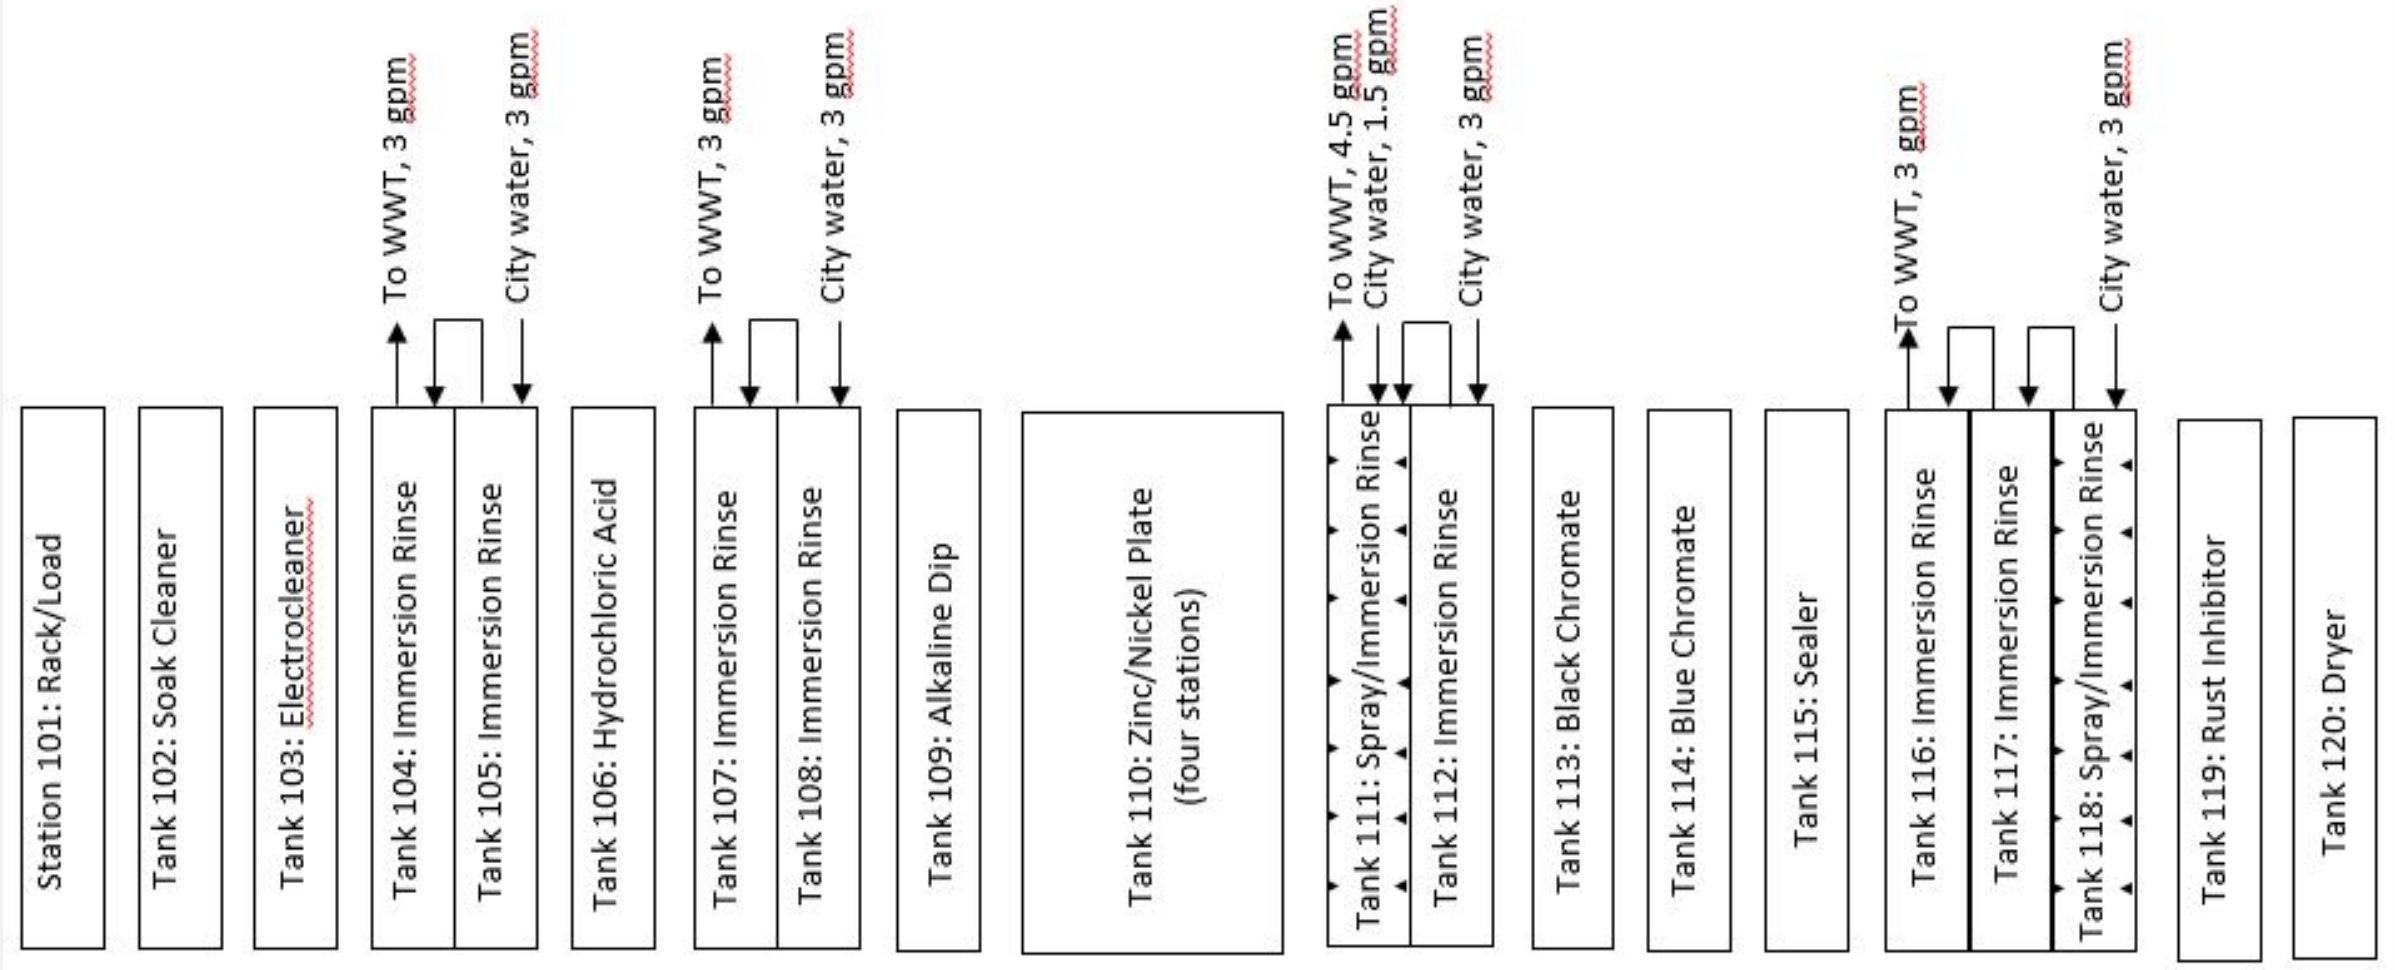 Station 101: Rack/Load
Tank 102: Soak Cleaner
Tank 103: Electrocleaner
Tank 104: Immersion Rinse
To WWT, 3 gpm
Tank 105: Immersion Rinse
City water, 3 gpm
Tank 106: Hydrochloric Acid
Tank 107: Immersion Rinse
To WWT, 3 gpm
Tank 108: Immersion Rinse
City water, 3 gpm
Tank 109: Alkaline Dip
Tank 110: Zinc/Nickel Plate
(four stations)
Tank 111: Spray/Immersion Rinse
To WWT, 4.5 gpm
City water, 1.5 gpm
Tank 112: Immersion Rinse
City water, 3 gpm
Tank 113: Black Chromate
Tank 114: Blue Chromate
Tank 115: Sealer
Tank 116: Immersion Rinse
To WWT, 3 gpm
Tank 117: Immersion Rinse
Tank 118: Spray/Immersion Rinse
City water, 3 gpm
Tank 119: Rust Inhibitor
Tank 120: Dryer